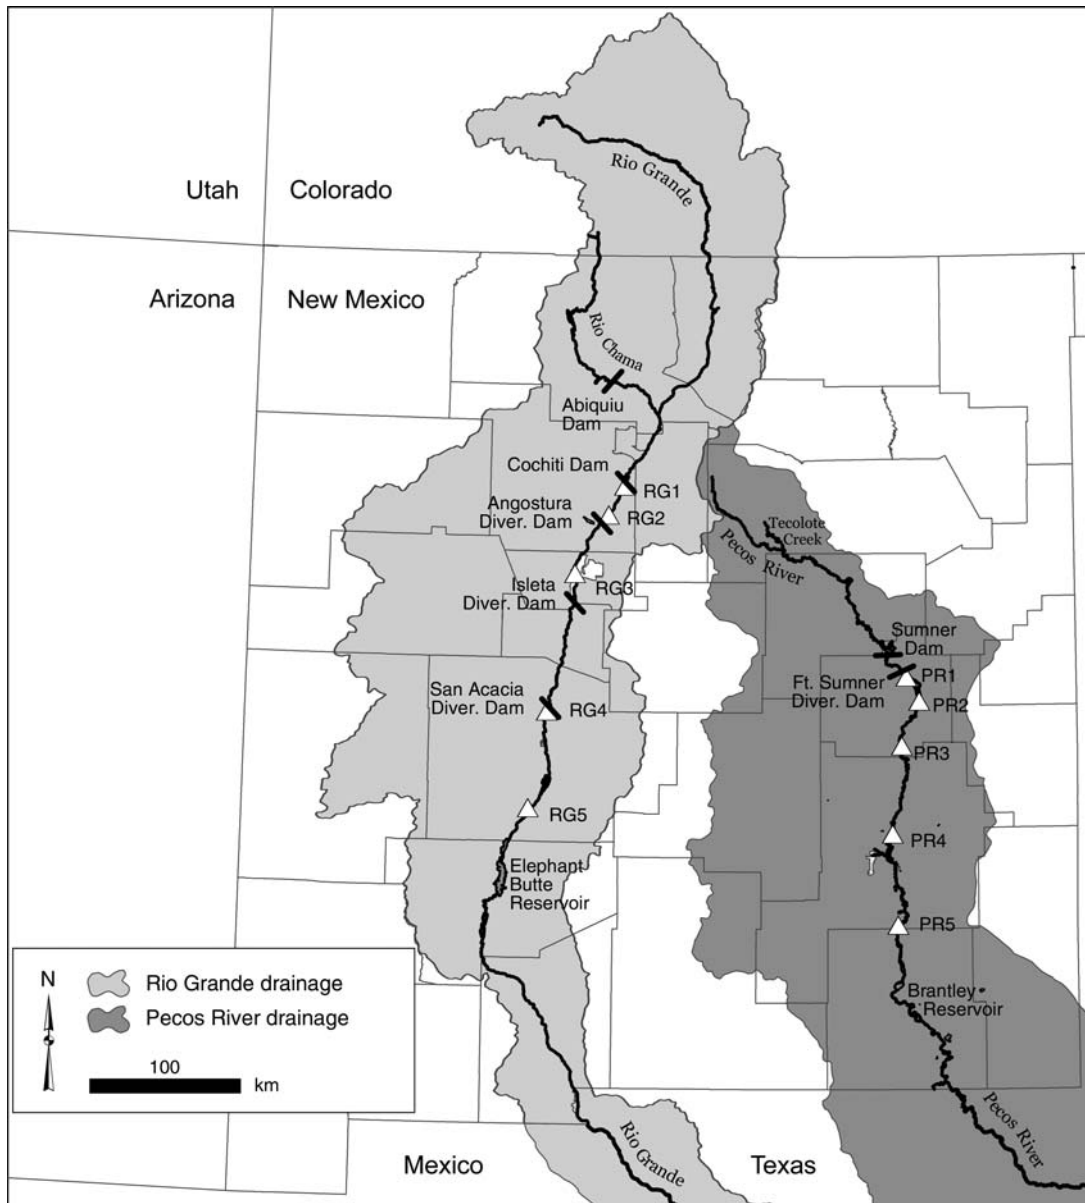 Rio Grande
Utah
Colorado
Arizona
New Mexico
Rio Chama
Abiquiu
Dam
Cochiti Dam
RG1
Angostura
Diver. Dam
RG2
Tecolote
Creek
Pecos River
Isleta
Diver. Dam
RG3
Sumner
Dam
Ft. Sumner
Diver. Dam
PR1
San Acacia
Diver. Dam
RG4
PR2
PR3
RG5
PR4
Elephant
Butte
Reservoir
PR5
N
Rio Grande drainage
Pecos River drainage
100
km
Brantley
Reservoir
Pecos River
Rio Grande
Mexico
Texas